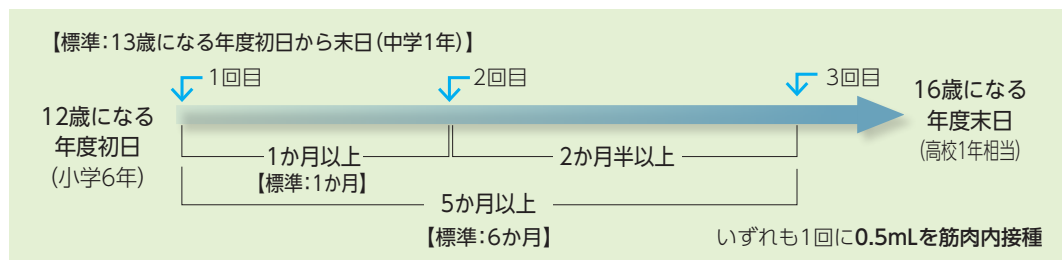 【標準:13歳になる年度初日から末日(中学1年)】
1回目
2回目
3回目
12歳になる
年度初日
(小学6年)
16歳になる
年度末日
(高校1年相当)
1か月以上
【標準:1か月】
2か月半以上
5か月以上
【標準:6か月】
いずれも1回に0.5mLを筋肉内接種